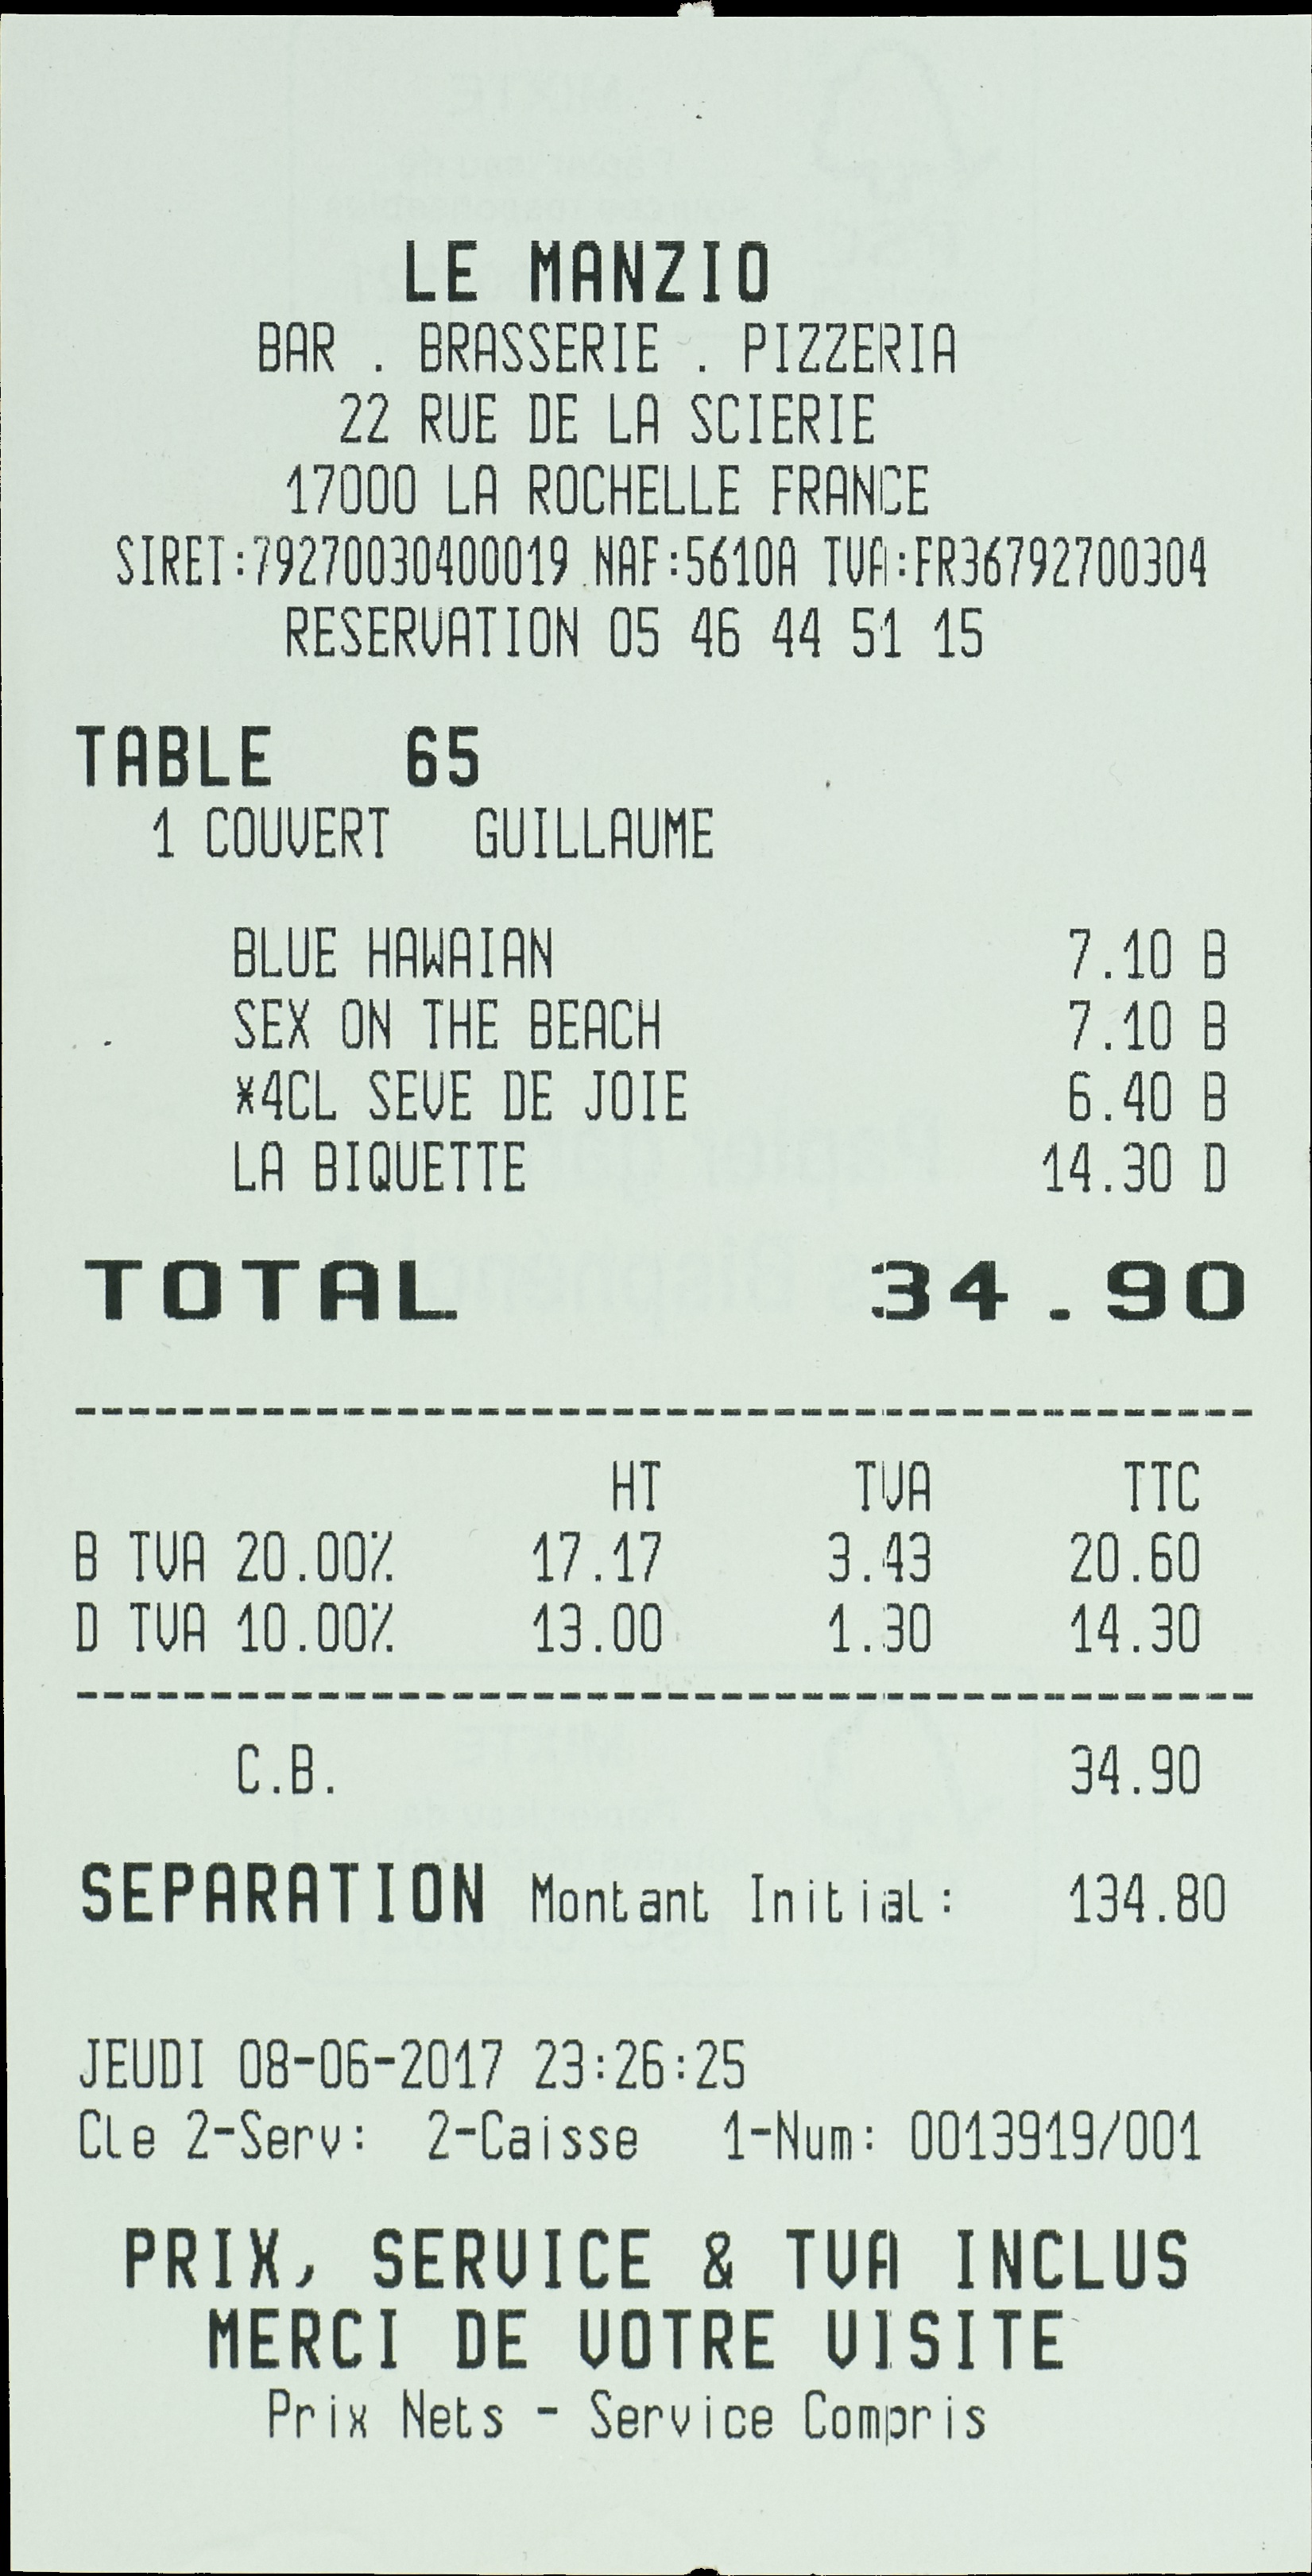 LE MANZIO
BAR . BRASSERIE . PIZZERIA
22 RUE DE LA SCIERIE
17000 LA ROCHELLE FRANCE
SIRET:79270030400019 NAF:5610A TVA:FR36792700304
RESERVATION 05 46 44 51 15
TABLE 65
1 COUVERT GUILLAUME
BLUE HAWAIAN 7.10 B
SEX ON THE BEACH 7.10 B
*4CL SEVE DE JOIE 6.40 B
LA BIQUETTE 14.30 D
TOTAL 34.90
HT TVA TTC
B TVA 20.00% 17.17 3.43 20.60
D TVA 10.00% 13.00 1.30 14.30
C.B. 34.90
SEPARATION Montant Initial: 134.80
JEUDI 08-06-2017 23:26:25
Cle 2-Serv: 2-Caisse 1-Num: 0013919/001
PRIX, SERVICE & TVA INCLUS
MERCI DE VOTRE VISITE
Prix Nets - Service Compris